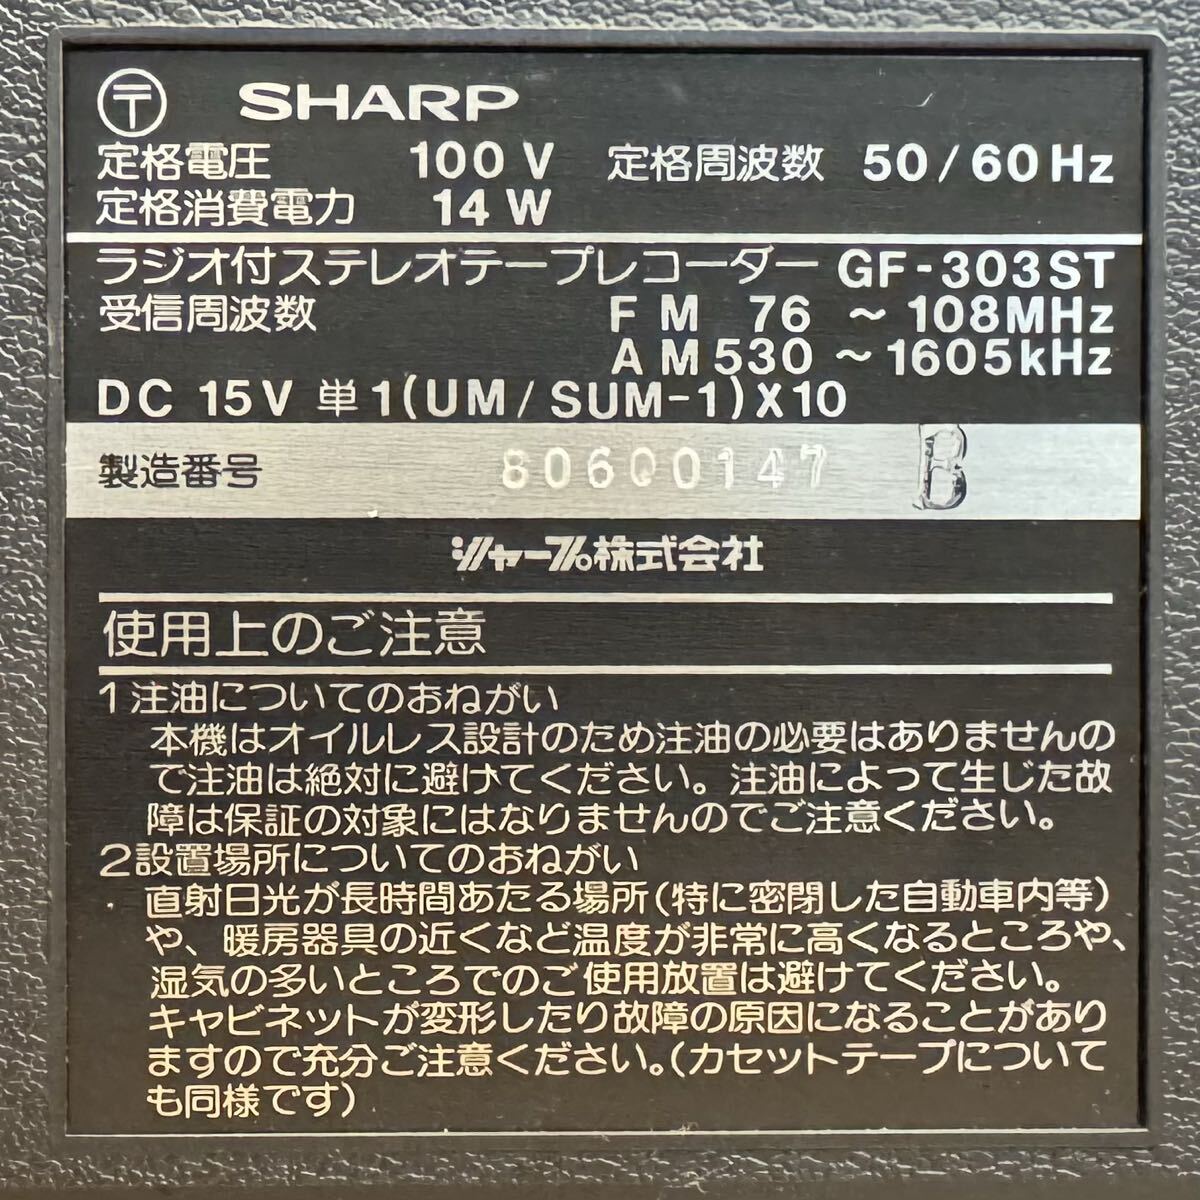 〒 SHARP
定格電圧 100V 定格周波数 50/60Hz
定格消費電力 14W
ラジオ付ステレオテープレコーダー GF-303ST
受信周波数 FM 76 ~108MHz
AM530 ~1605kHz
DC 15V 単1(UM/SUM-1)X10
製造番号 80600147 B
シャープ株式会社
使用上のご注意
1注油についてのおねがい
本機はオイルレス設計のため注油の必要はありませんの
で注油は絶対に避けてください。注油によって生じた故
障は保証の対象にはなりませんのでご注意ください。
2設置場所についてのおねがい
直射日光が長時間あたる場所(特に密閉した自動車内等)
や、暖房器具の近くなど温度が非常に高くなるところや、
湿気の多いところでのご使用放置は避けてください。
キャビネットが変形したり故障の原因になることがあり
ますので充分ご注意ください。(カセットテープについて
も同様です)